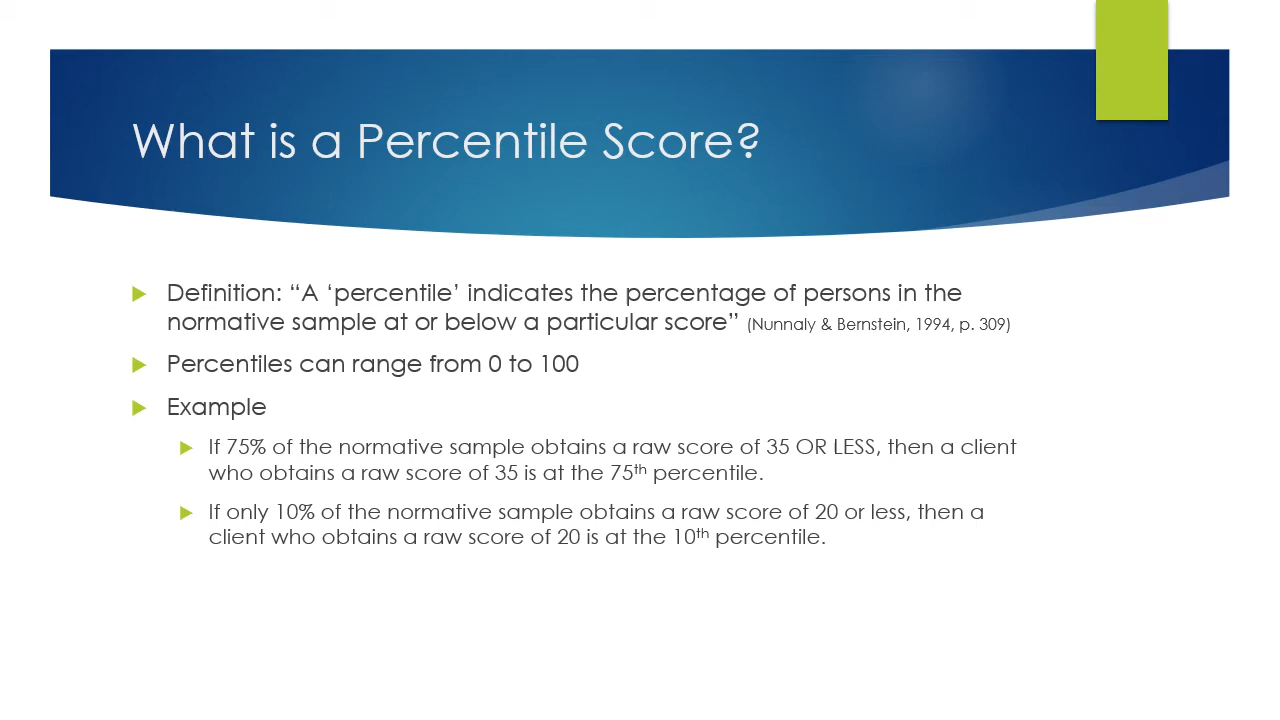 What is a Percentile Score?
Definition: “A ‘percentile’ indicates the percentage of persons in the
normative sample at or below a particular score” (Nunnaly & Bernstein, 1994, p. 309)
Percentiles can range from 0 to 100
Example
If 75% of the normative sample obtains a raw score of 35 OR LESS, then a client
who obtains a raw score of 35 is at the 75th percentile.
If only 10% of the normative sample obtains a raw score of 20 or less, then a
client who obtains a raw score of 20 is at the 10th percentile.